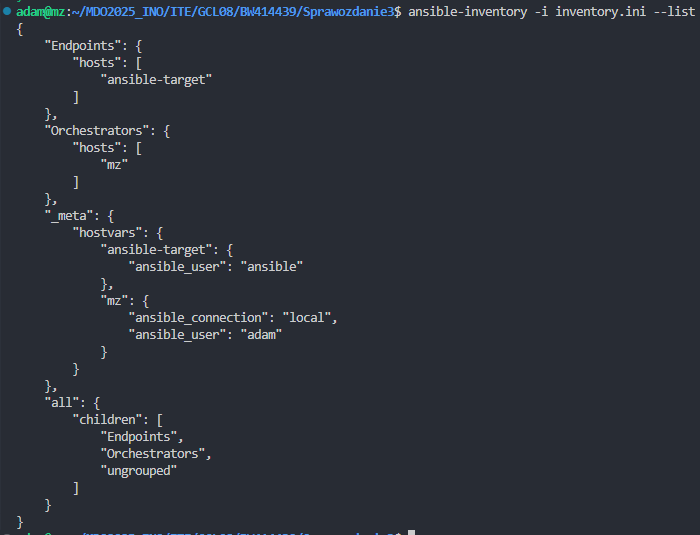 adam@mz:~/MDO2025_INO/ITE/GCL08/BW414439/Sprawozdanie3$ ansible-inventory -i inventory.ini --list
{
    "Endpoints": {
        "hosts": [
            "ansible-target"
        ]
    },
    "Orchestrators": {
        "hosts": [
            "mz"
        ]
    },
    "_meta": {
        "hostvars": {
            "ansible-target": {
                "ansible_user": "ansible"
            },
            "mz": {
                "ansible_connection": "local",
                "ansible_user": "adam"
            }
        }
    },
    "all": {
        "children": [
            "Endpoints",
            "Orchestrators",
            "ungrouped"
        ]
    }
}